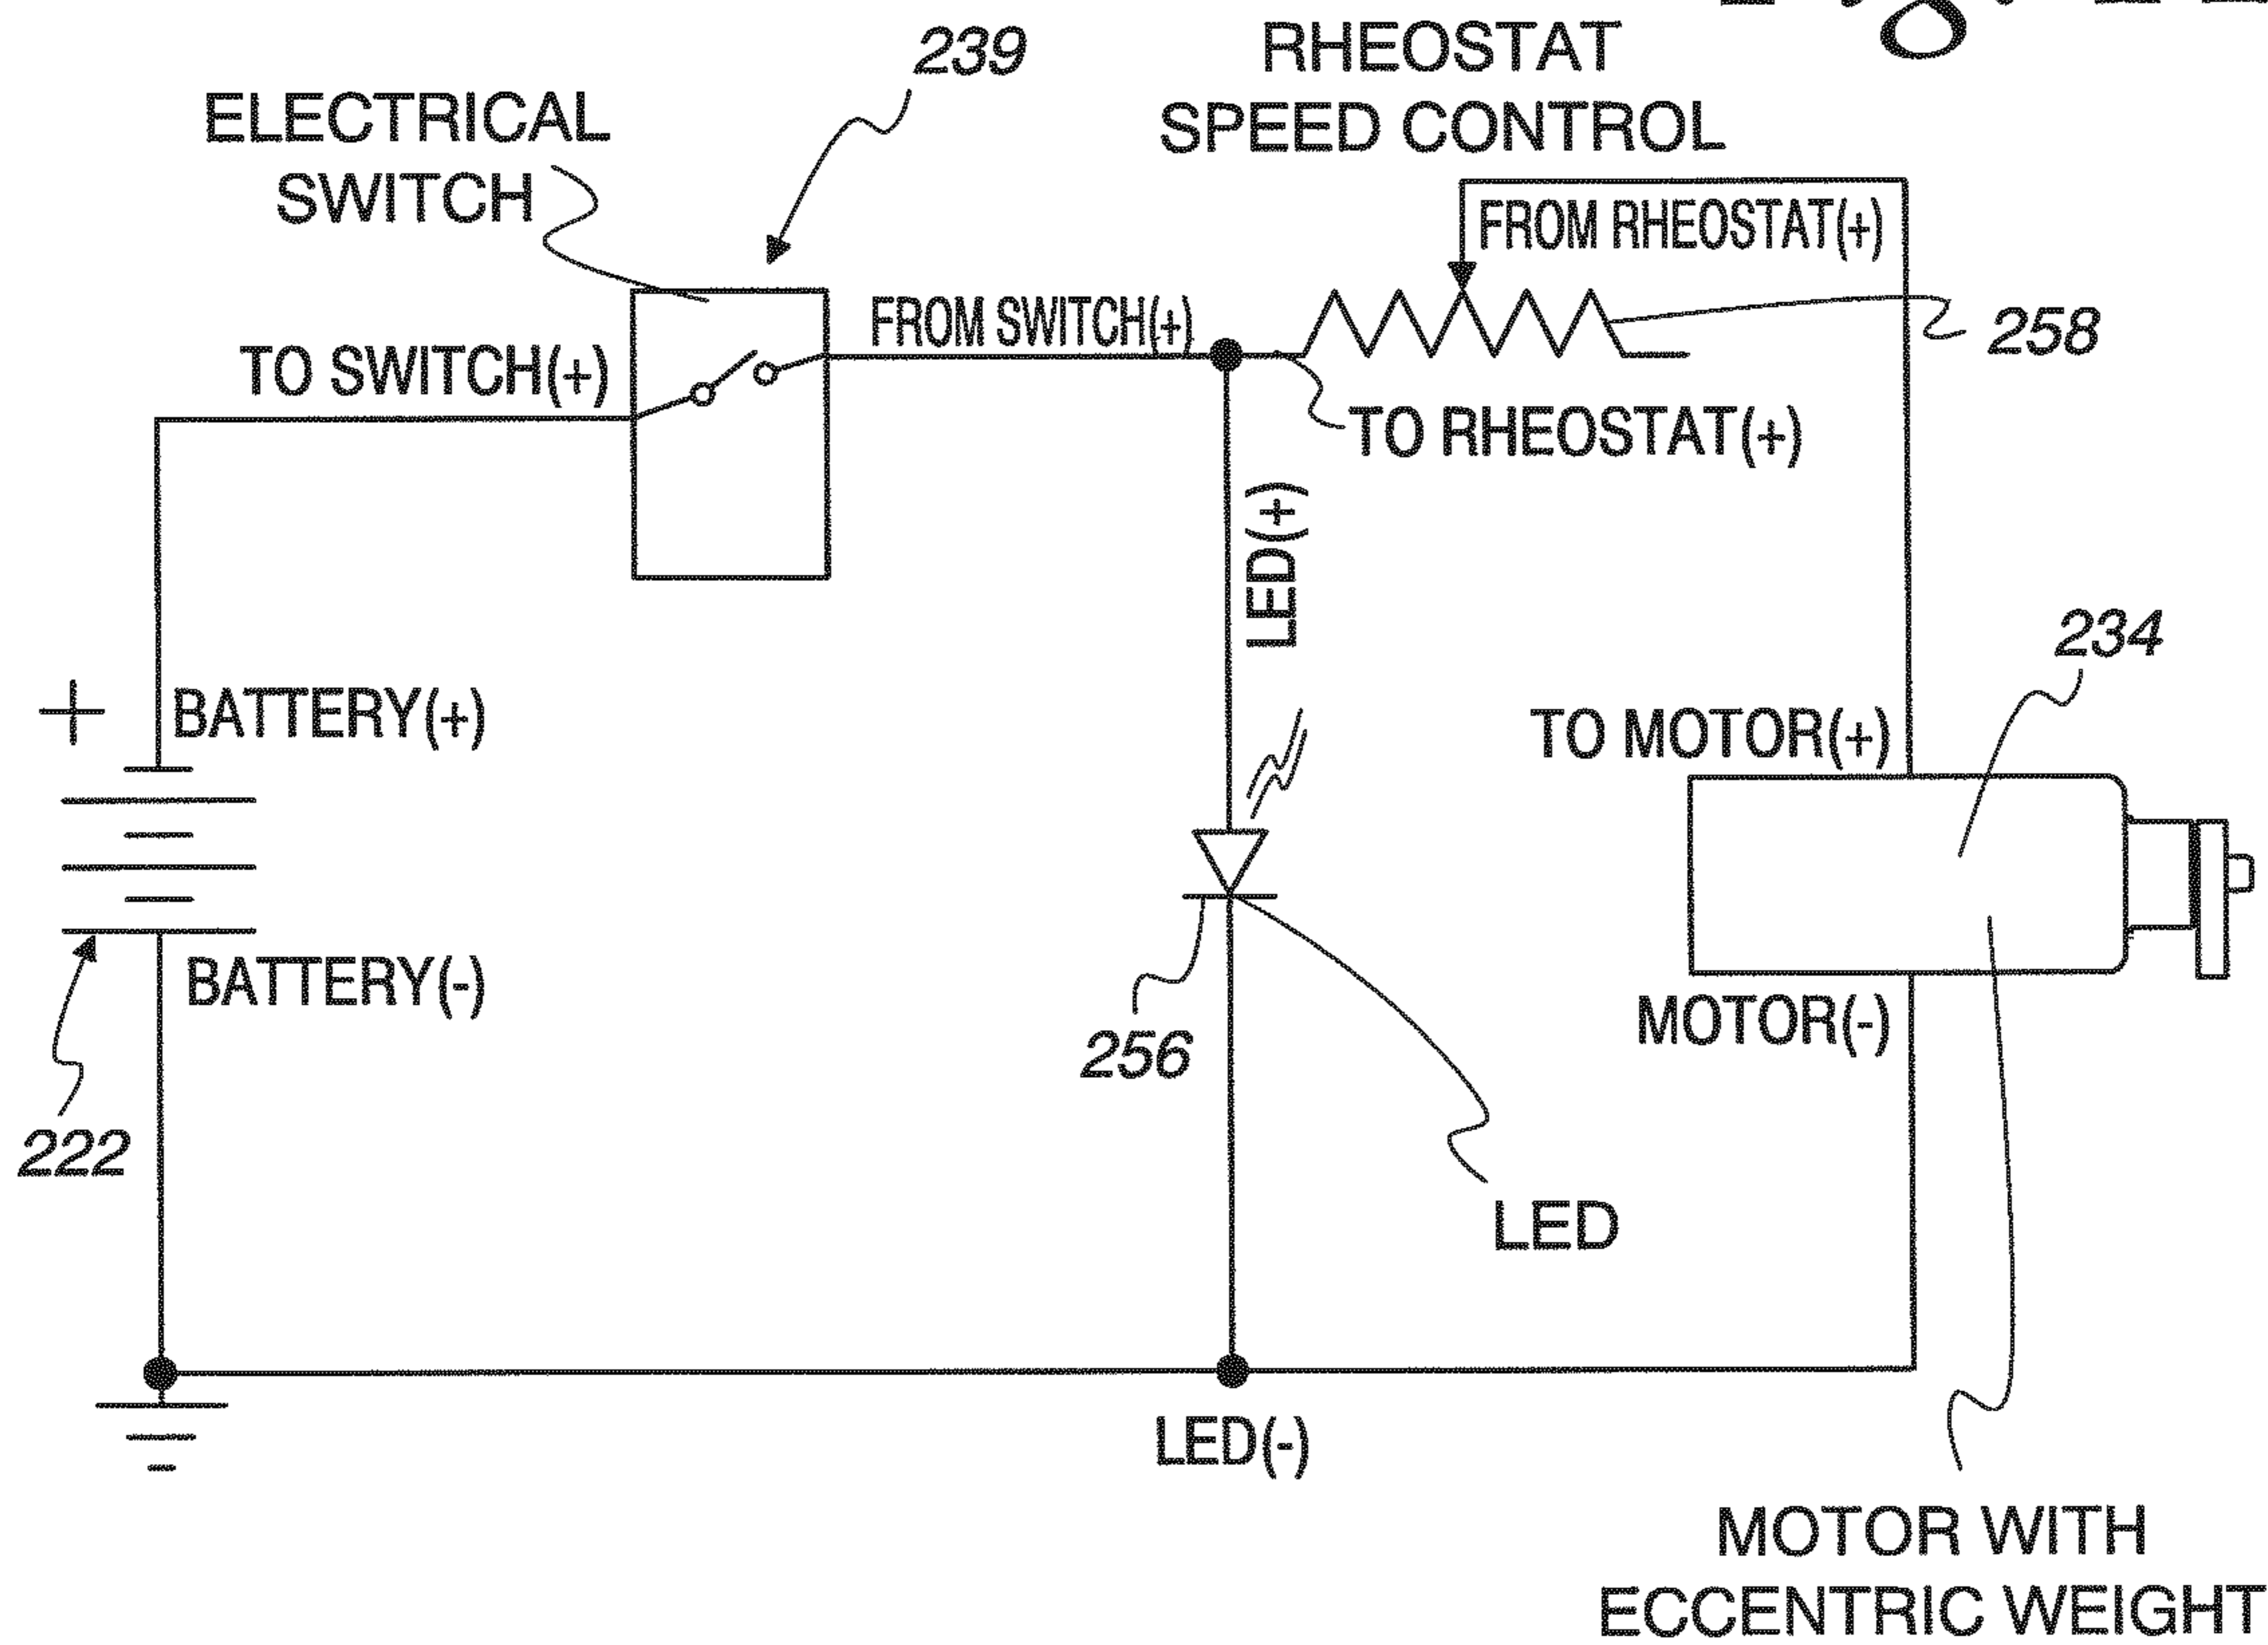 239
RHEOSTAT
SPEED CONTROL
ELECTRICAL
SWITCH
FROM RHEOSTAT(+)
FROM SWITCH(+)
258
TO SWITCH(+)
TO RHEOSTAT(+)
LED(+)
234
+
BATTERY(+)
TO MOTOR(+)
BATTERY(-)
MOTOR(-)
256
222
LED
LED(-)
MOTOR WITH
ECCENTRIC WEIGHT